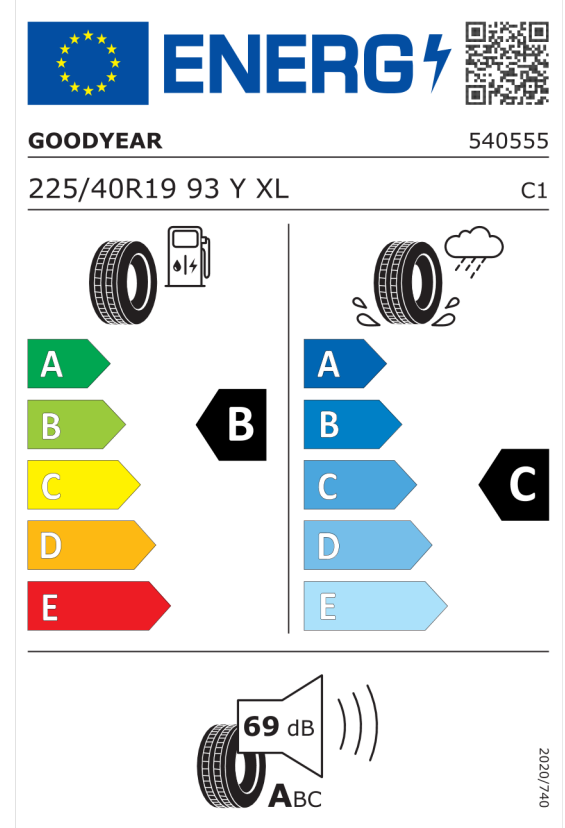 ENERG
GOODYEAR 540555
225/40R19 93 Y XL C1
A A
B B B
C C C
D D
E E
69 dB
ABC
2020/740